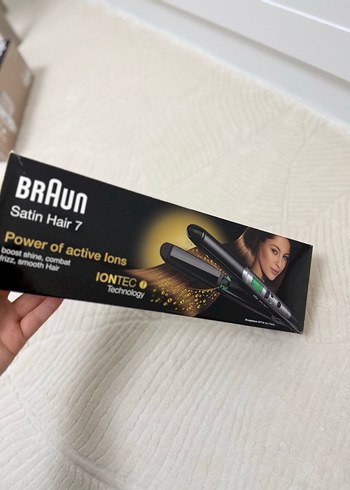 BRAUN
Satin Hair 7
Power of active Ions
boost shine, combat
frizz, smooth Hair
IONTEC
Technology